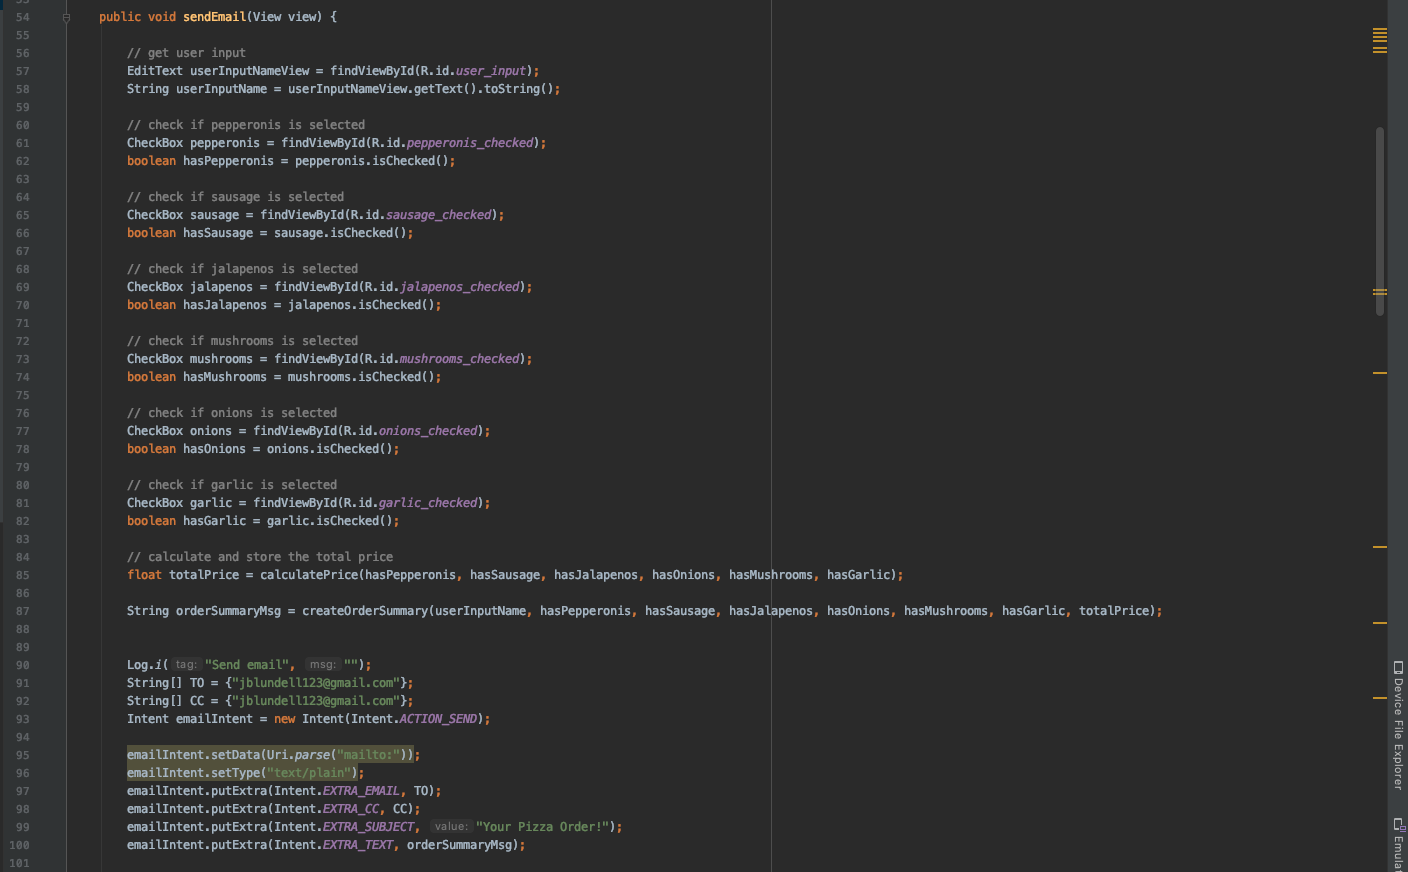 54 public void sendEmail(View view) {
55
56 // get user input
57 EditText userInputNameView = findViewById(R.id.user_input);
58 String userInputName = userInputNameView.getText().toString();
59
60 // check if pepperonis is selected
61 CheckBox pepperonis = findViewById(R.id.pepperonis_checked);
62 boolean hasPepperonis = pepperonis.isChecked();
63
64 // check if sausage is selected
65 CheckBox sausage = findViewById(R.id.sausage_checked);
66 boolean hasSausage = sausage.isChecked();
67
68 // check if jalapenos is selected
69 CheckBox jalapenos = findViewById(R.id.jalapenos_checked);
70 boolean hasJalapenos = jalapenos.isChecked();
71
72 // check if mushrooms is selected
73 CheckBox mushrooms = findViewById(R.id.mushrooms_checked);
74 boolean hasMushrooms = mushrooms.isChecked();
75
76 // check if onions is selected
77 CheckBox onions = findViewById(R.id.onions_checked);
78 boolean hasOnions = onions.isChecked();
79
80 // check if garlic is selected
81 CheckBox garlic = findViewById(R.id.garlic_checked);
82 boolean hasGarlic = garlic.isChecked();
83
84 // calculate and store the total price
85 float totalPrice = calculatePrice(hasPepperonis, hasSausage, hasJalapenos, hasOnions, hasMushrooms, hasGarlic);
86
87 String orderSummaryMsg = createOrderSummary(userInputName, hasPepperonis, hasSausage, hasJalapenos, hasOnions, hasMushrooms, hasGarlic, totalPrice);
88
89
90 Log.i( tag: "Send email", msg: "");
91 String[] TO = {"jblundell123@gmail.com"};
92 String[] CC = {"jblundell123@gmail.com"};
93 Intent emailIntent = new Intent(Intent.ACTION_SEND);
94
95 emailIntent.setData(Uri.parse("mailto:"));
96 emailIntent.setType("text/plain");
97 emailIntent.putExtra(Intent.EXTRA_EMAIL, TO);
98 emailIntent.putExtra(Intent.EXTRA_CC, CC);
99 emailIntent.putExtra(Intent.EXTRA_SUBJECT, value: "Your Pizza Order!");
100 emailIntent.putExtra(Intent.EXTRA_TEXT, orderSummaryMsg);
101
Device File Explorer